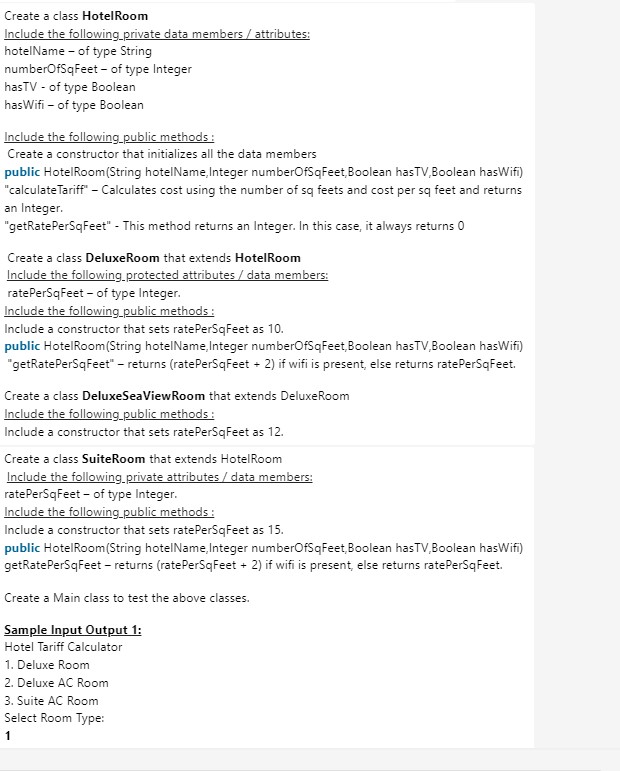 Create a class HotelRoom
Include the following private data members / attributes:
hotelName – of type String
numberOfSqFeet – of type Integer
hasTV - of type Boolean
hasWifi – of type Boolean
Include the following public methods :
Create a constructor that initializes all the data members
public HotelRoom(String hotelName,Integer numberOfSqFeet,Boolean hasTV,Boolean hasWifi)
"calculateTariff" – Calculates cost using the number of sq feets and cost per sq feet and returns
an Integer.
"getRatePerSqFeet" - This method returns an Integer. In this case, it always returns 0
Create a class DeluxeRoom that extends HotelRoom
Include the following protected attributes / data members:
ratePerSqFeet – of type Integer.
Include the following public methods :
Include a constructor that sets ratePerSqFeet as 10.
public HotelRoom(String hotelName,Integer numberOfSqFeet,Boolean hasTV,Boolean hasWifi)
"getRatePerSqFeet" – returns (ratePerSqFeet + 2) if wifi is present, else returns ratePerSqFeet.
Create a class DeluxeSeaViewRoom that extends DeluxeRoom
Include the following public methods :
Include a constructor that sets ratePerSqFeet as 12.
Create a class SuiteRoom that extends HotelRoom
Include the following private attributes / data members:
ratePerSqFeet – of type Integer.
Include the following public methods :
Include a constructor that sets ratePerSqFeet as 15.
public HotelRoom(String hotelName,Integer numberOfSqFeet,Boolean hasTV,Boolean hasWifi)
getRatePerSqFeet – returns (ratePerSqFeet + 2) if wifi is present, else returns ratePerSqFeet.
Create a Main class to test the above classes.
Sample Input Output 1:
Hotel Tariff Calculator
1. Deluxe Room
2. Deluxe AC Room
3. Suite AC Room
Select Room Type:
1